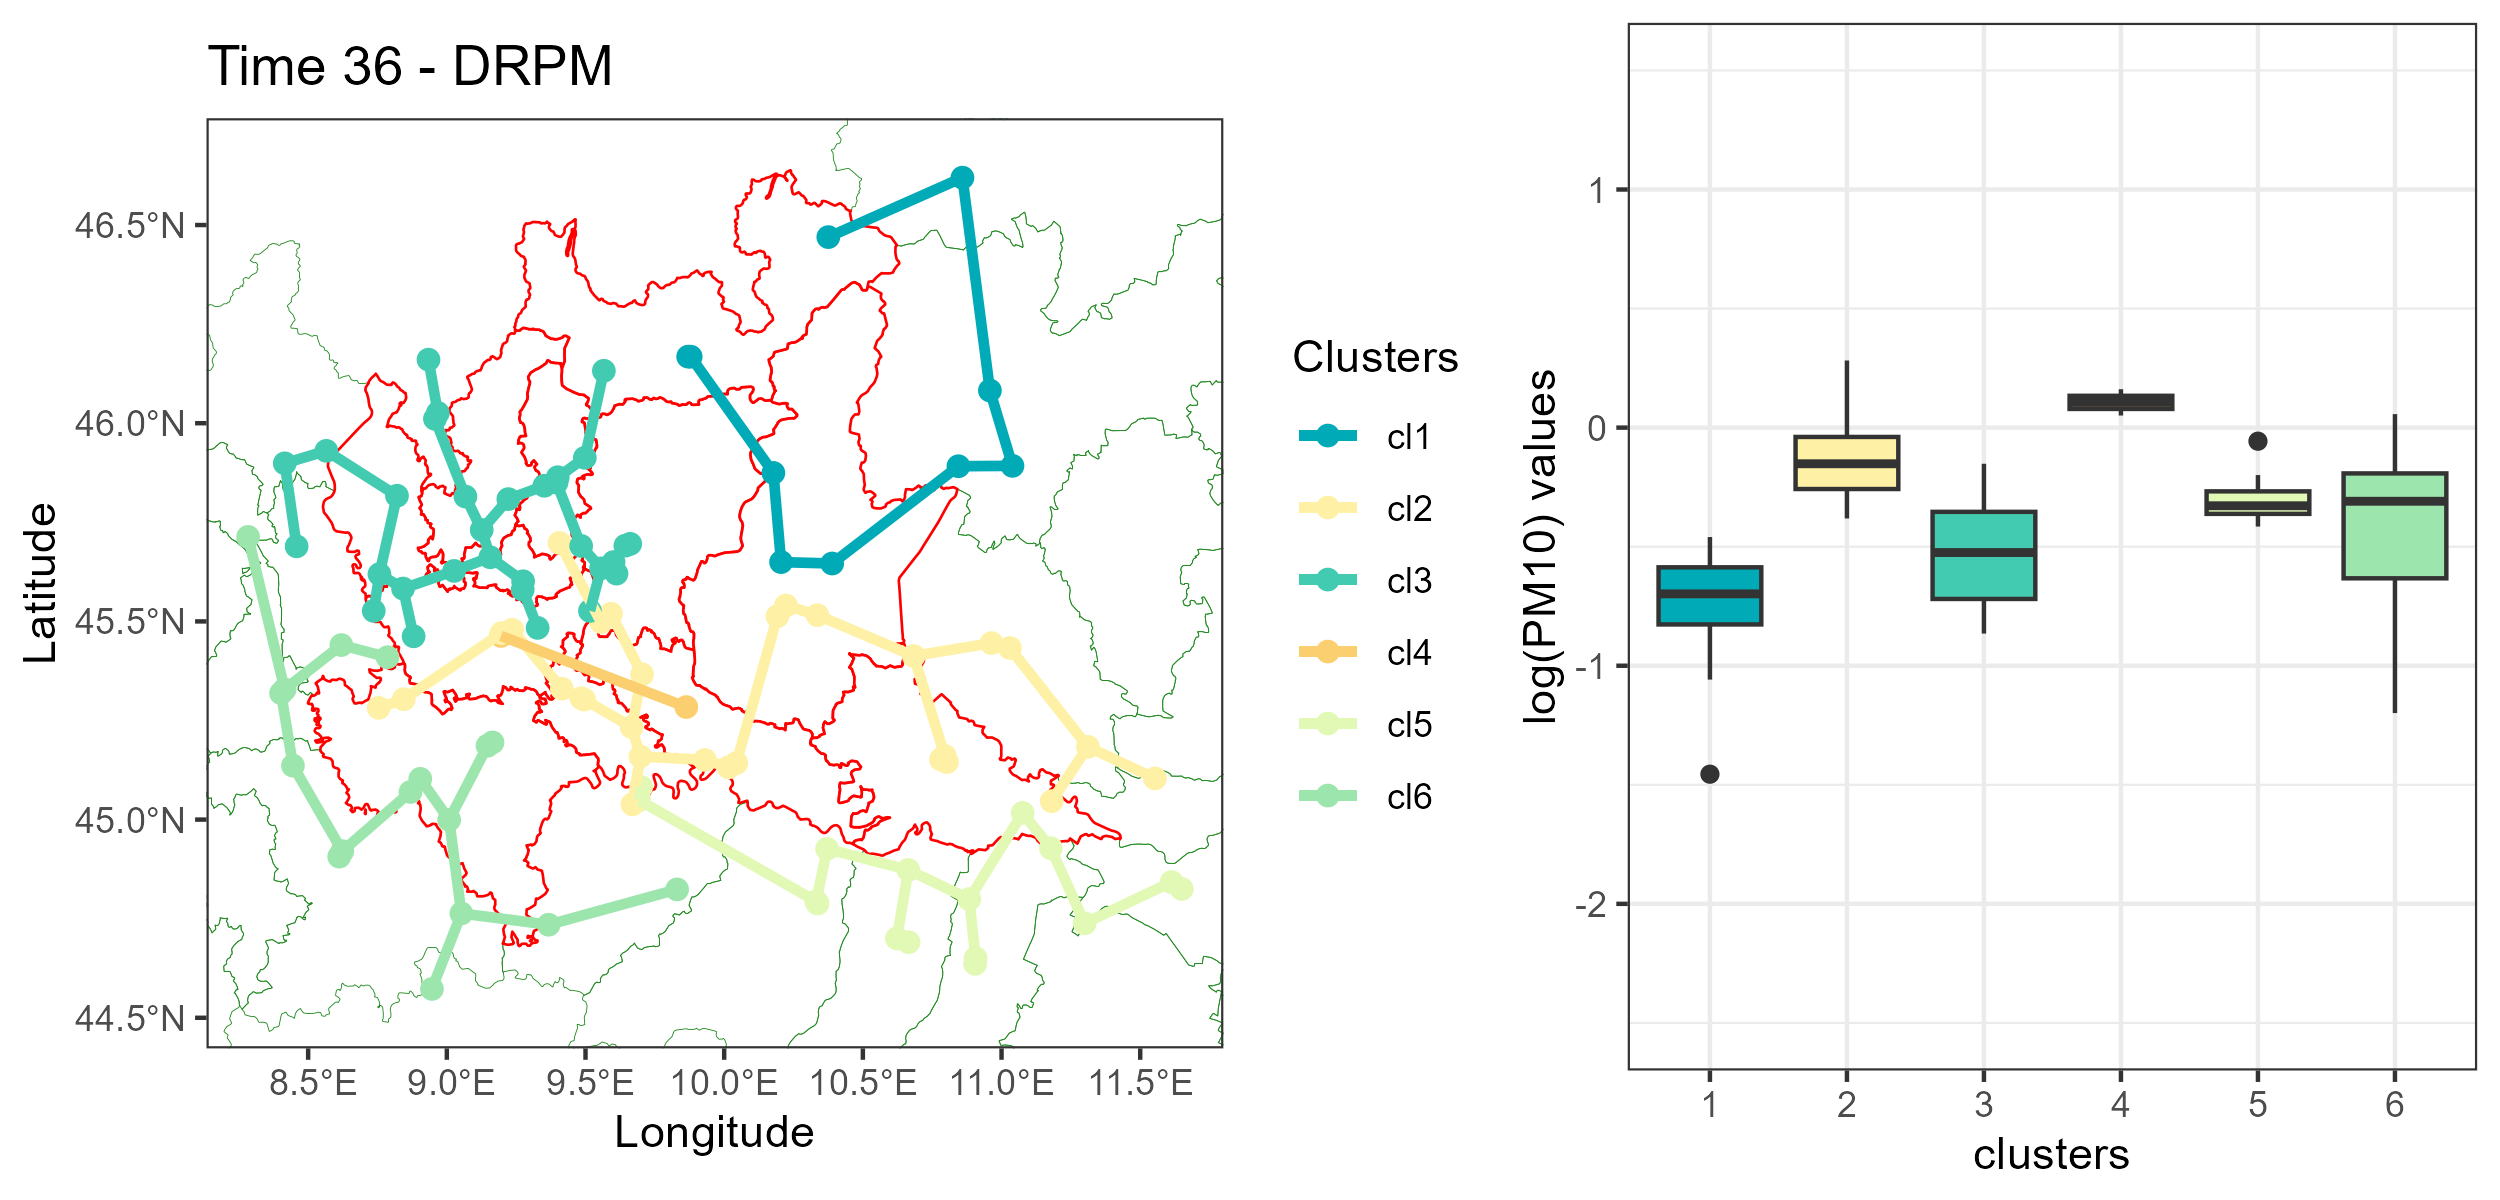 Time 36 - DRPM
Latitude
46.5°N
46.0°N
45.5°N
45.0°N
44.5°N
8.5°E 9.0°E 9.5°E 10.0°E 10.5°E 11.0°E 11.5°E
Longitude
Clusters
cl1
cl2
cl3
cl4
cl5
cl6
log(PM10) values
1
0
-1
-2
1 2 3 4 5 6
clusters